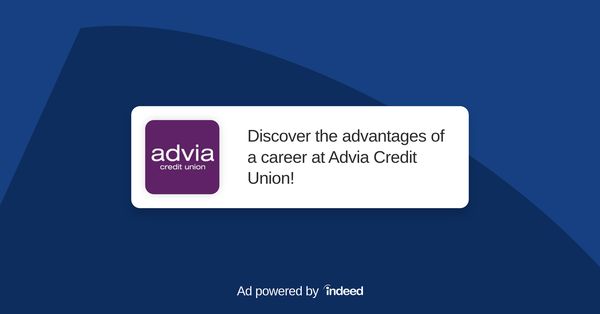 advia
credit union
Discover the advantages of
a career at Advia Credit
Union!
Ad powered by indeed